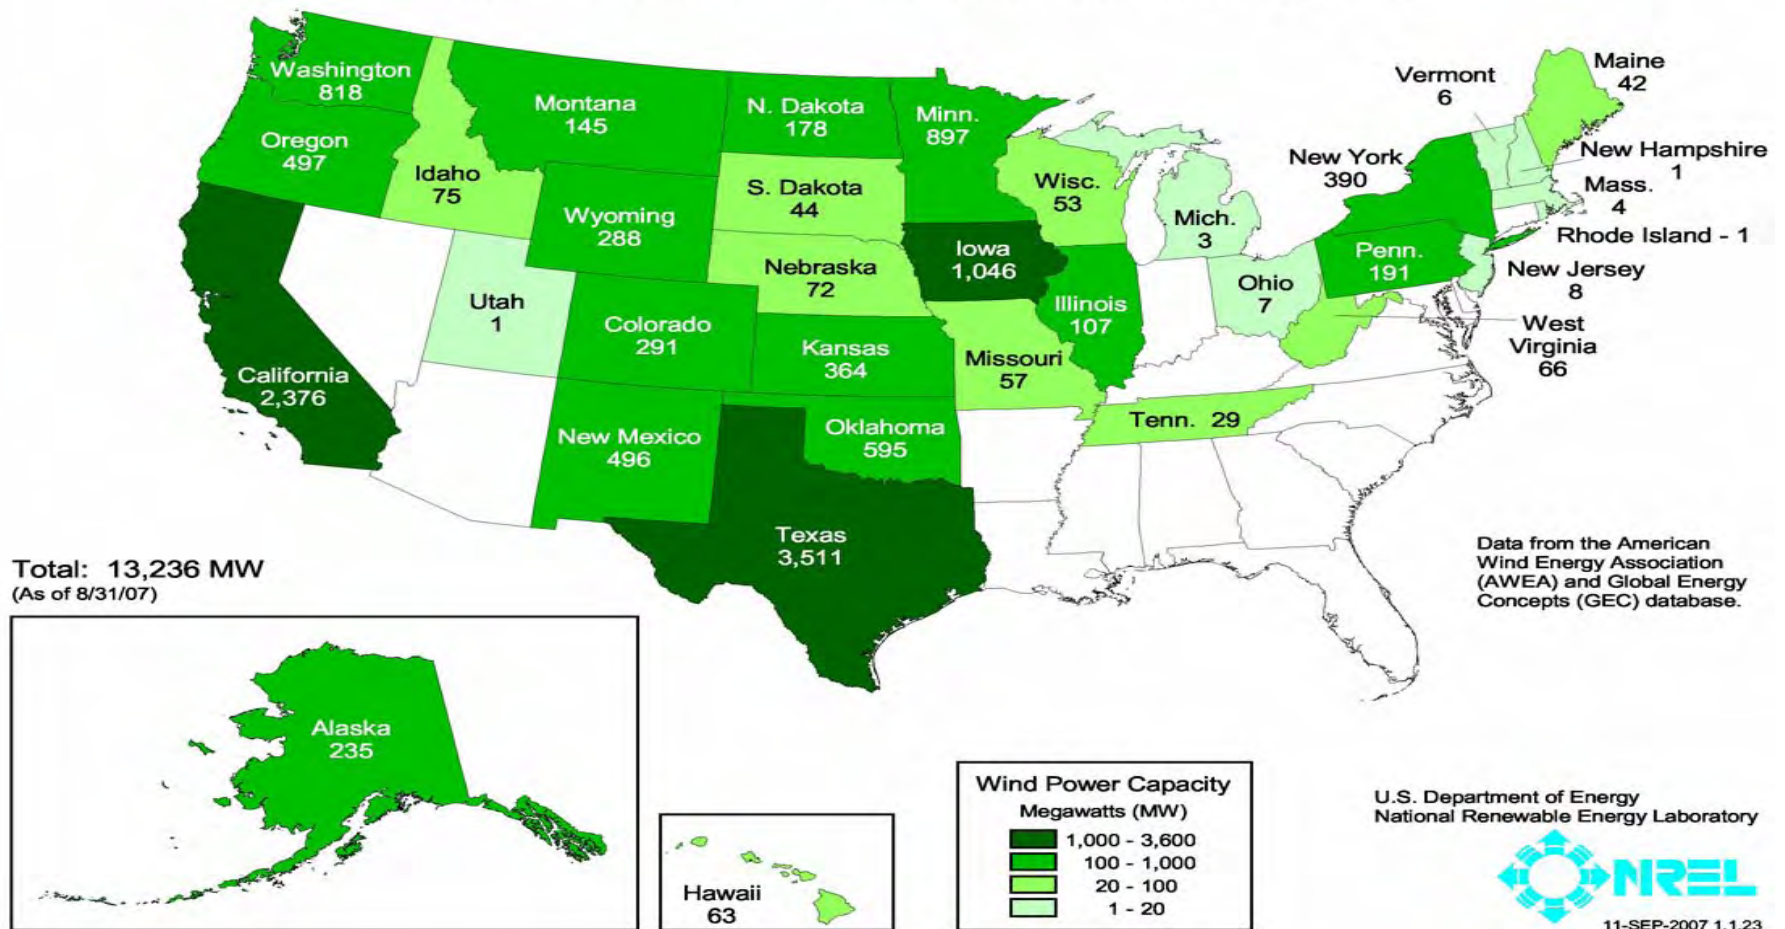 Washington
818
Oregon
497
Idaho
75
Montana
145
N. Dakota
178
Minn.
897
Vermont
6
Maine
42
New York
390
New Hampshire
1
Mass.
4
Rhode Island - 1
Wyoming
288
S. Dakota
44
Wisc.
53
Mich.
3
Iowa
1,046
Nebraska
72
Penn.
191
New Jersey
8
Utah
1
Colorado
291
Kansas
364
Illinois
107
Ohio
7
West
Virginia
66
California
2,376
Missouri
57
Tenn. 29
New Mexico
496
Oklahoma
595
Texas
3,511
Total: 13,236 MW
(As of 8/31/07)
Data from the American
Wind Energy Association
(AWEA) and Global Energy
Concepts (GEC) database.
Alaska
235
Hawaii
63
Wind Power Capacity
Megawatts (MW)
1,000 - 3,600
100 - 1,000
20 - 100
1 - 20
U.S. Department of Energy
National Renewable Energy Laboratory
NREL
11-SEP-2007 1.1.23